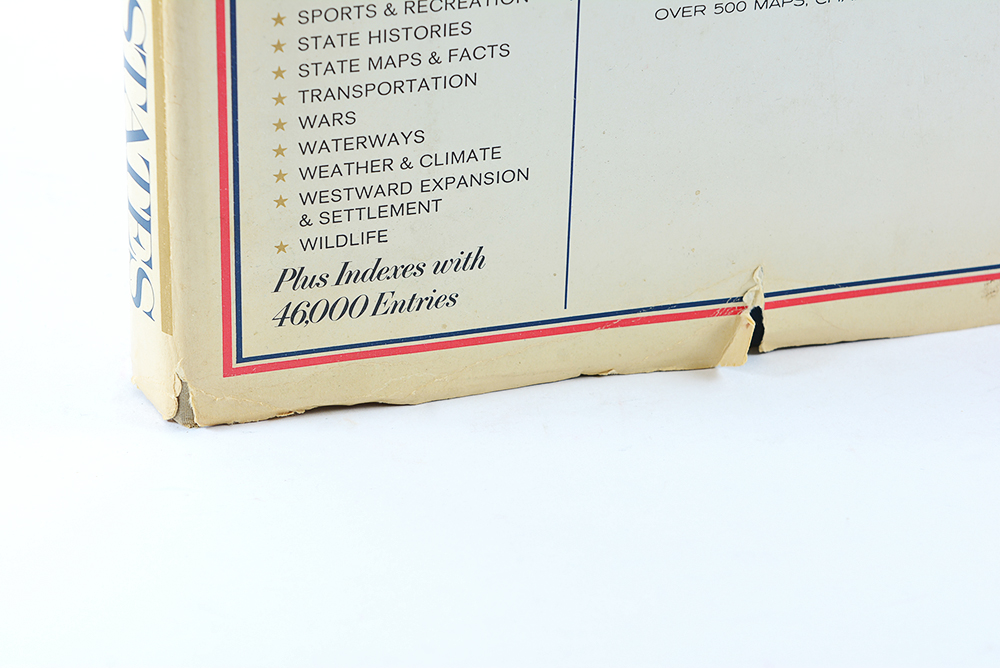 STATES
SPORTS & RECREATION
STATE HISTORIES
STATE MAPS & FACTS
TRANSPORTATION
WARS
WATERWAYS
WEATHER & CLIMATE
WESTWARD EXPANSION
& SETTLEMENT
WILDLIFE
Plus Indexes with
46,000 Entries
OVER 500 MAPS,